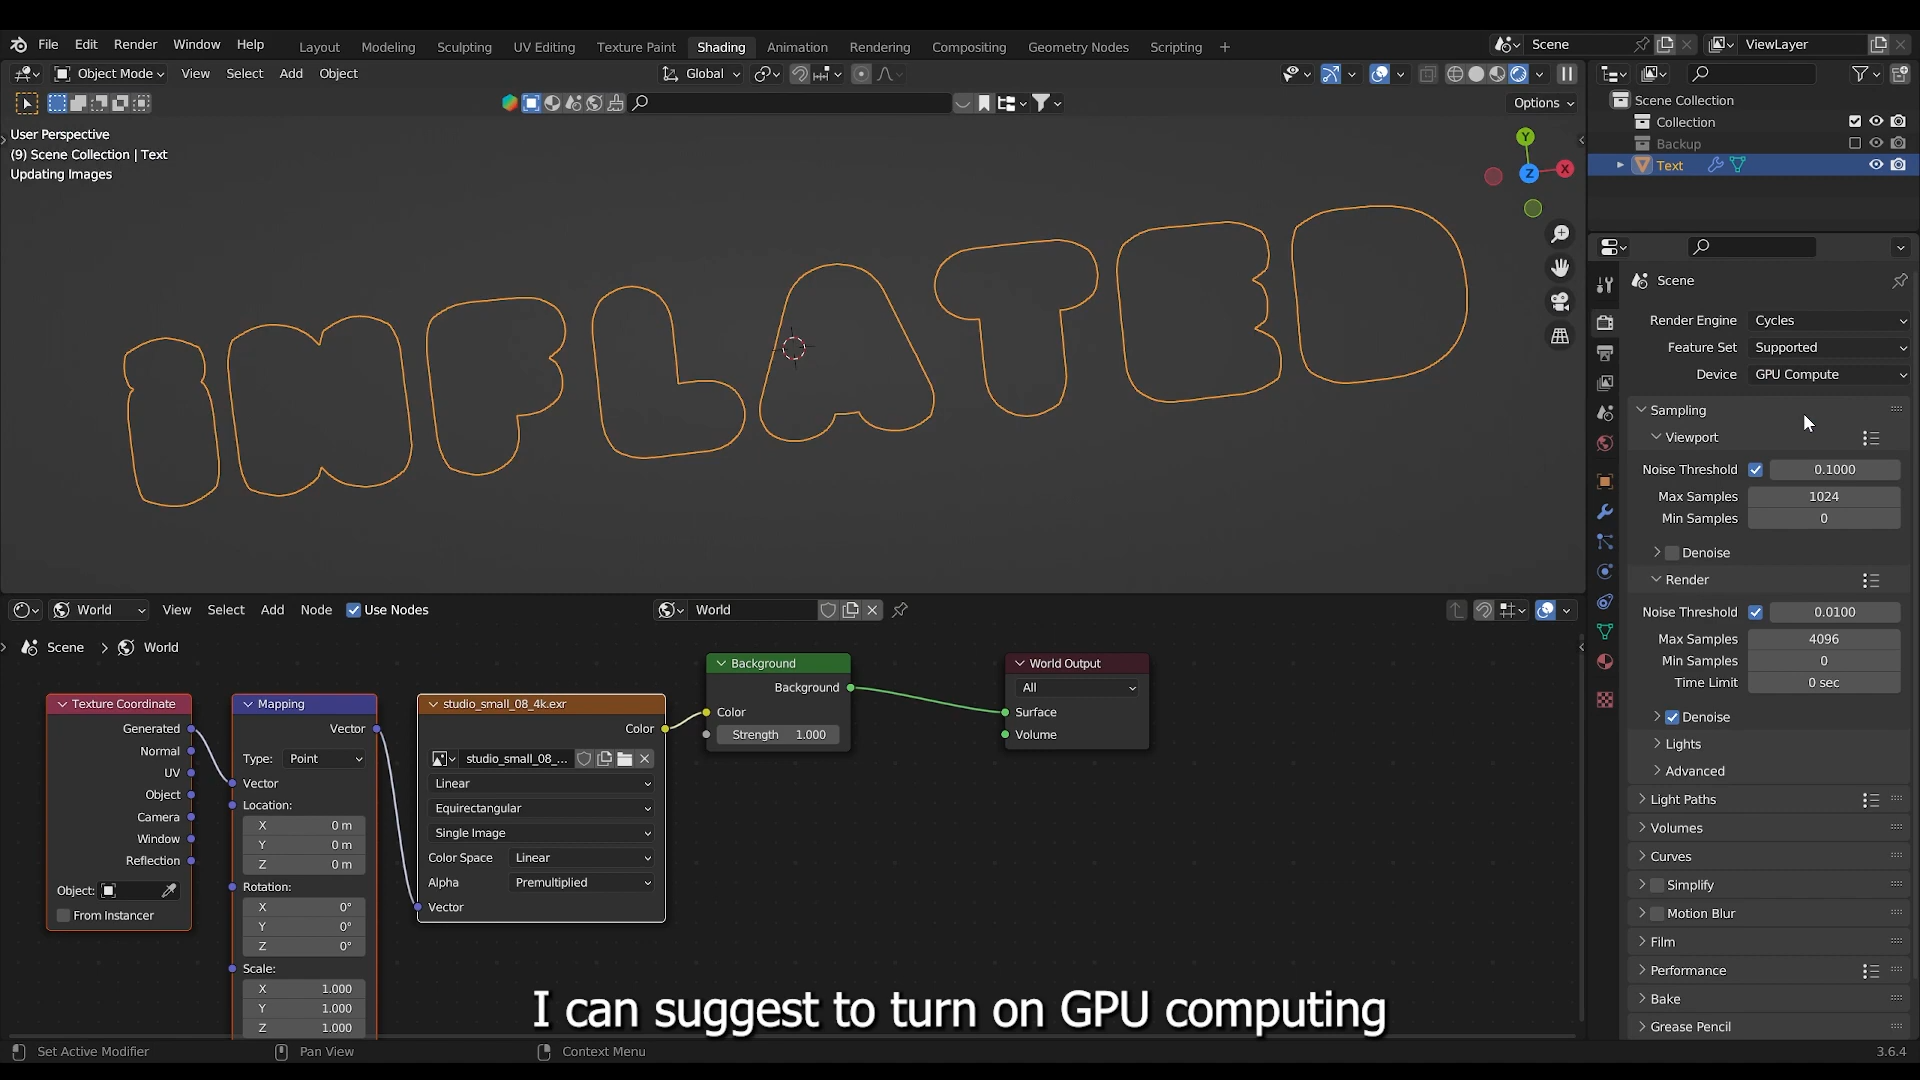 File Edit Render Window Help Layout Modeling Sculpting UV Editing Texture Paint Shading Animation Rendering Compositing Geometry Nodes Scripting + Scene ViewLayer
Object Mode View Select Add Object Global
Options
User Perspective
(9) Scene Collection | Text
Updating Images
Y
X
Z
INFLATED
Scene Collection
Collection
Backup
Text
Scene
Render Engine Cycles
Feature Set Supported
Device GPU Compute
Sampling
Viewport
Noise Threshold 0.1000
Max Samples 1024
Min Samples 0
Denoise
Render
Noise Threshold 0.0100
Max Samples 4096
Min Samples 0
Time Limit 0 sec
Denoise
Lights
Advanced
Light Paths
Volumes
Curves
Simplify
Motion Blur
Film
Performance
Bake
Grease Pencil
World View Select Add Node Use Nodes World
Scene > World
Texture Coordinate
Generated
Normal
UV
Object
Camera
Window
Reflection
Object:
From Instancer
Mapping
Vector
Type: Point
Vector
Location:
X 0 m
Y 0 m
Z 0 m
Rotation:
X 0°
Y 0°
Z 0°
Scale:
X 1.000
Y 1.000
Z 1.000
studio_small_08_4k.exr
Color
studio_small_08_...
Linear
Equirectangular
Single Image
Color Space Linear
Alpha Premultiplied
Vector
Background
Background
Color
Strength 1.000
World Output
All
Surface
Volume
I can suggest to turn on GPU computing
Set Active Modifier Pan View Context Menu 3.6.4